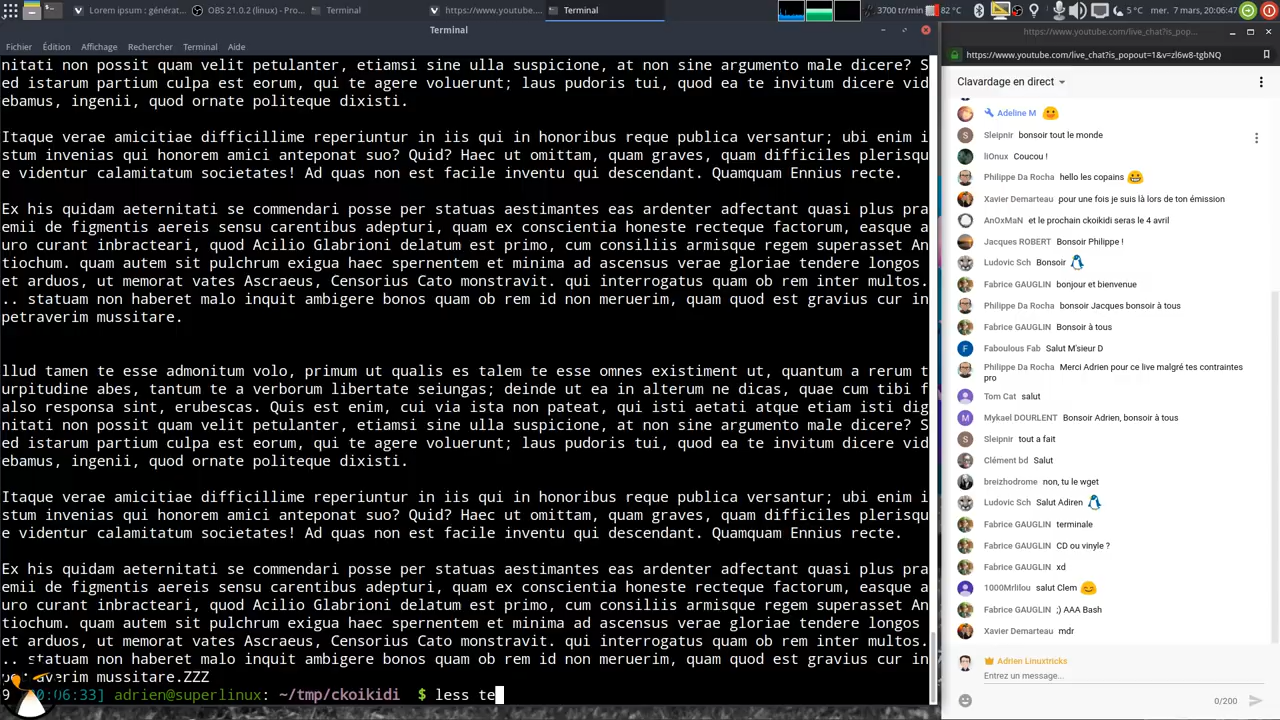 Lorem ipsum : générat...
OBS 21.0.2 (linux) - Pro...
Terminal
https://www.youtube....
Terminal
3700 tr/min
82 °C
5 °C
mer. 7 mars, 20:06:47
Terminal
Fichier Édition Affichage Rechercher Terminal Aide
nitati non possit quam velit honesta inhonestaque laispicione, at non est a te argumento male dicere? S
ed istarum partium culpa est eorum, qui te agere voluerunt; laus pudoris tui, quod ea te invitum dicere vid
ebamus, ingenii, quod ornate politeque dixisti.
Itaque verae amicitiae difficillime reperiuntur in iis qui in honoribus reque publica versantur; ubi enim i
stum invenias qui honorem amici anteponat suo? Quid? Haec ut omittam, quam graves, quam difficiles plerisqu
e videntur calamitatum societates! Ad quas non est facile inventu qui descendant. Quamquam Ennius recte.
Ex his quidam aeternitati se commendari posse per statuas aestimantes eas ardenter adfectant quasi plus pra
emii de figmentis aereis sensu carentibus adepturi, quam ex conscientia honeste recteque factorum, easque a
uro curant inbracteari, quod Acilio Glabrioni delatum est primo, cum consiliis armisque regem superasset An
tiochum. quam autem sit pulchrum exigua haec spernentem et minima ad ascensus verae gloriae tendere longos
et arduos, ut memorat vates Ascraeus, Censorius Cato monstravit. qui interrogatus quam ob rem inter multos.
.. statuam non haberet malo inquit ambigere bonos quam ob rem id non meruerim, quam quod est gravius cur in
petraverim mussitare.
llud tamen te esse admonitum volo, primum ut qualis es talem te esse omnes existiment ut, quantum a rerum t
urpitudine abes, tantum te a verborum libertate seiungas; deinde ut ea in alterum ne dicas, quae cum tibi f
also responsa sint, erubescas. Quis est enim, cui via ista non pateat, qui isti aetati atque etiam isti dig
nitati non possit quam velit petulanter, etiamsi sine ulla suspicione, at non sine argumento male dicere? S
ed istarum partium culpa est eorum, qui te agere voluerunt; laus pudoris tui, quod ea te invitum dicere vid
ebamus, ingenii, quod ornate politeque dixisti.
Itaque verae amicitiae difficillime reperiuntur in iis qui in honoribus reque publica versantur; ubi enim i
stum invenias qui honorem amici anteponat suo? Quid? Haec ut omittam, quam graves, quam difficiles plerisqu
e videntur calamitatum societates! Ad quas non est facile inventu qui descendant. Quamquam Ennius recte.
Ex his quidam aeternitati se commendari posse per statuas aestimantes eas ardenter adfectant quasi plus pra
emii de figmentis aereis sensu carentibus adepturi, quam ex conscientia honeste recteque factorum, easque a
uro curant inbracteari, quod Acilio Glabrioni delatum est primo, cum consiliis armisque regem superasset An
tiochum. quam autem sit pulchrum exigua haec spernentem et minima ad ascensus verae gloriae tendere longos
et arduos, ut memorat vates Ascraeus, Censorius Cato monstravit. qui interrogatus quam ob rem inter multos.
.. statuam non haberet malo inquit ambigere bonos quam ob rem id non meruerim, quam quod est gravius cur in
mussitare.ZZZ
0:06:33] adrien@superlinux: ~/tmp/ckoikidi $ less te
https://www.youtube.com/live_chat?is_pop...
https://www.youtube.com/live_chat?is_popout=1&v=zl6w8-tgbNQ
Clavardage en direct
Adeline M
S
Sleipnir bonsoir tout le monde
liOnux Coucou !
Philippe Da Rocha hello les copains
Xavier Demarteau pour une fois je suis là lors de ton émission
AnOxMaN et le prochain ckoikidi seras le 4 avril
Jacques ROBERT Bonsoir Philippe !
Ludovic Sch Bonsoir
Fabrice GAUGLIN bonjour et bienvenue
Philippe Da Rocha bonsoir Jacques bonsoir à tous
Fabrice GAUGLIN Bonsoir à tous
F
Faboulous Fab Salut M'sieur D
Philippe Da Rocha Merci Adrien pour ce live malgré tes contraintes
pro
Tom Cat salut
M
Mykael DOURLENT Bonsoir Adrien, bonsoir à tous
S
Sleipnir tout a fait
Clément bd Salut
breizhodrome non, tu le wget
Ludovic Sch Salut Adiren
Fabrice GAUGLIN terminale
Fabrice GAUGLIN CD ou vinyle ?
Fabrice GAUGLIN xd
1000Mrlilou salut Clem
Fabrice GAUGLIN ;) AAA Bash
Xavier Demarteau mdr
Adrien Linuxtricks
Entrez un message...
0/200